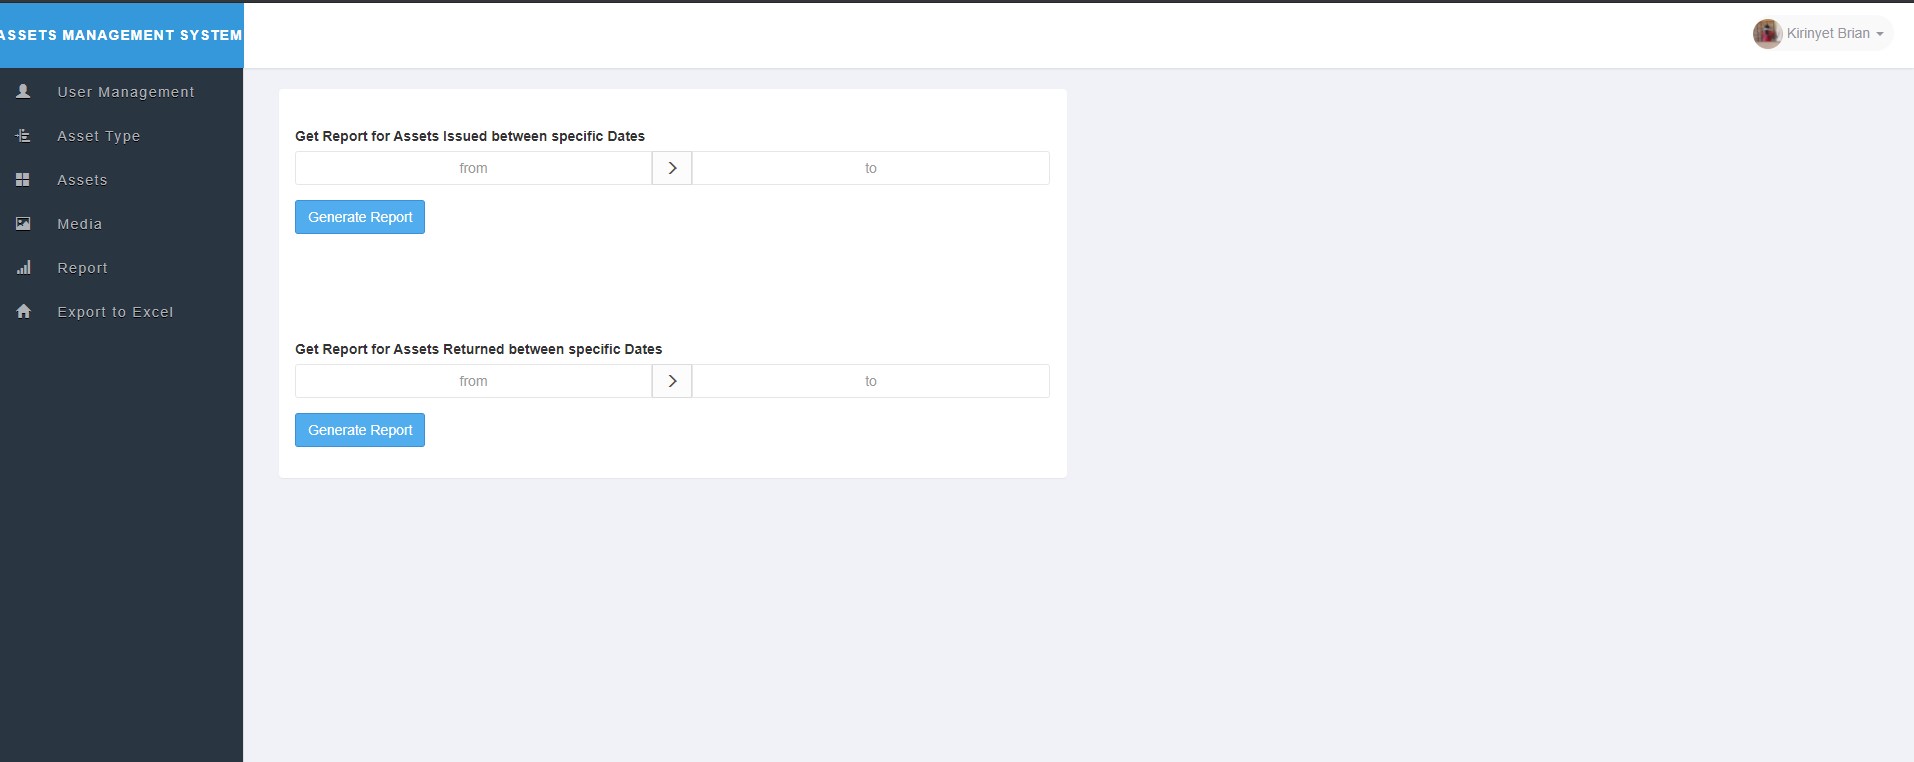 ASSETS MANAGEMENT SYSTEM
Kirinyet Brian
User Management
Asset Type
Assets
Media
Report
Export to Excel
Get Report for Assets Issued between specific Dates
from > to
Generate Report
Get Report for Assets Returned between specific Dates
from > to
Generate Report